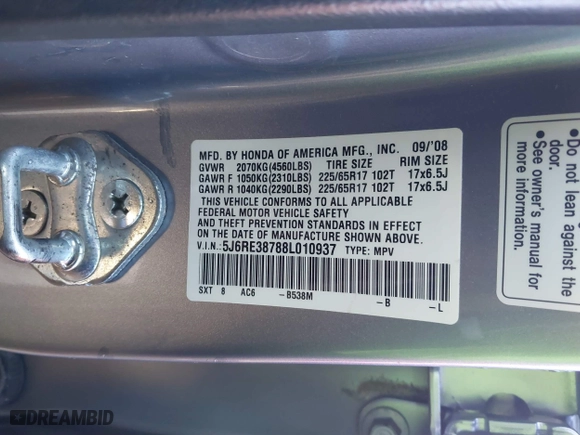 MFD. BY HONDA OF AMERICA MFG., INC. 09/'08
GVWR 2070KG(4560LBS) TIRE SIZE RIM SIZE
GAWR F 1050KG(2310LBS) 225/65R17 102T 17x6.5J
GAWR R 1040KG(2290LBS) 225/65R17 102T 17x6.5J
THIS VEHICLE CONFORMS TO ALL APPLICABLE
FEDERAL MOTOR VEHICLE SAFETY
AND THEFT PREVENTION STANDARDS IN EFFECT
ON THE DATE OF MANUFACTURE SHOWN ABOVE.
V.I.N.: 5J6RE38788L010937 TYPE: MPV
SXT 8 AC6 -B538M -B -L
against the
•Do not lean
•See owner's
manual for
more information.
DREAMBID